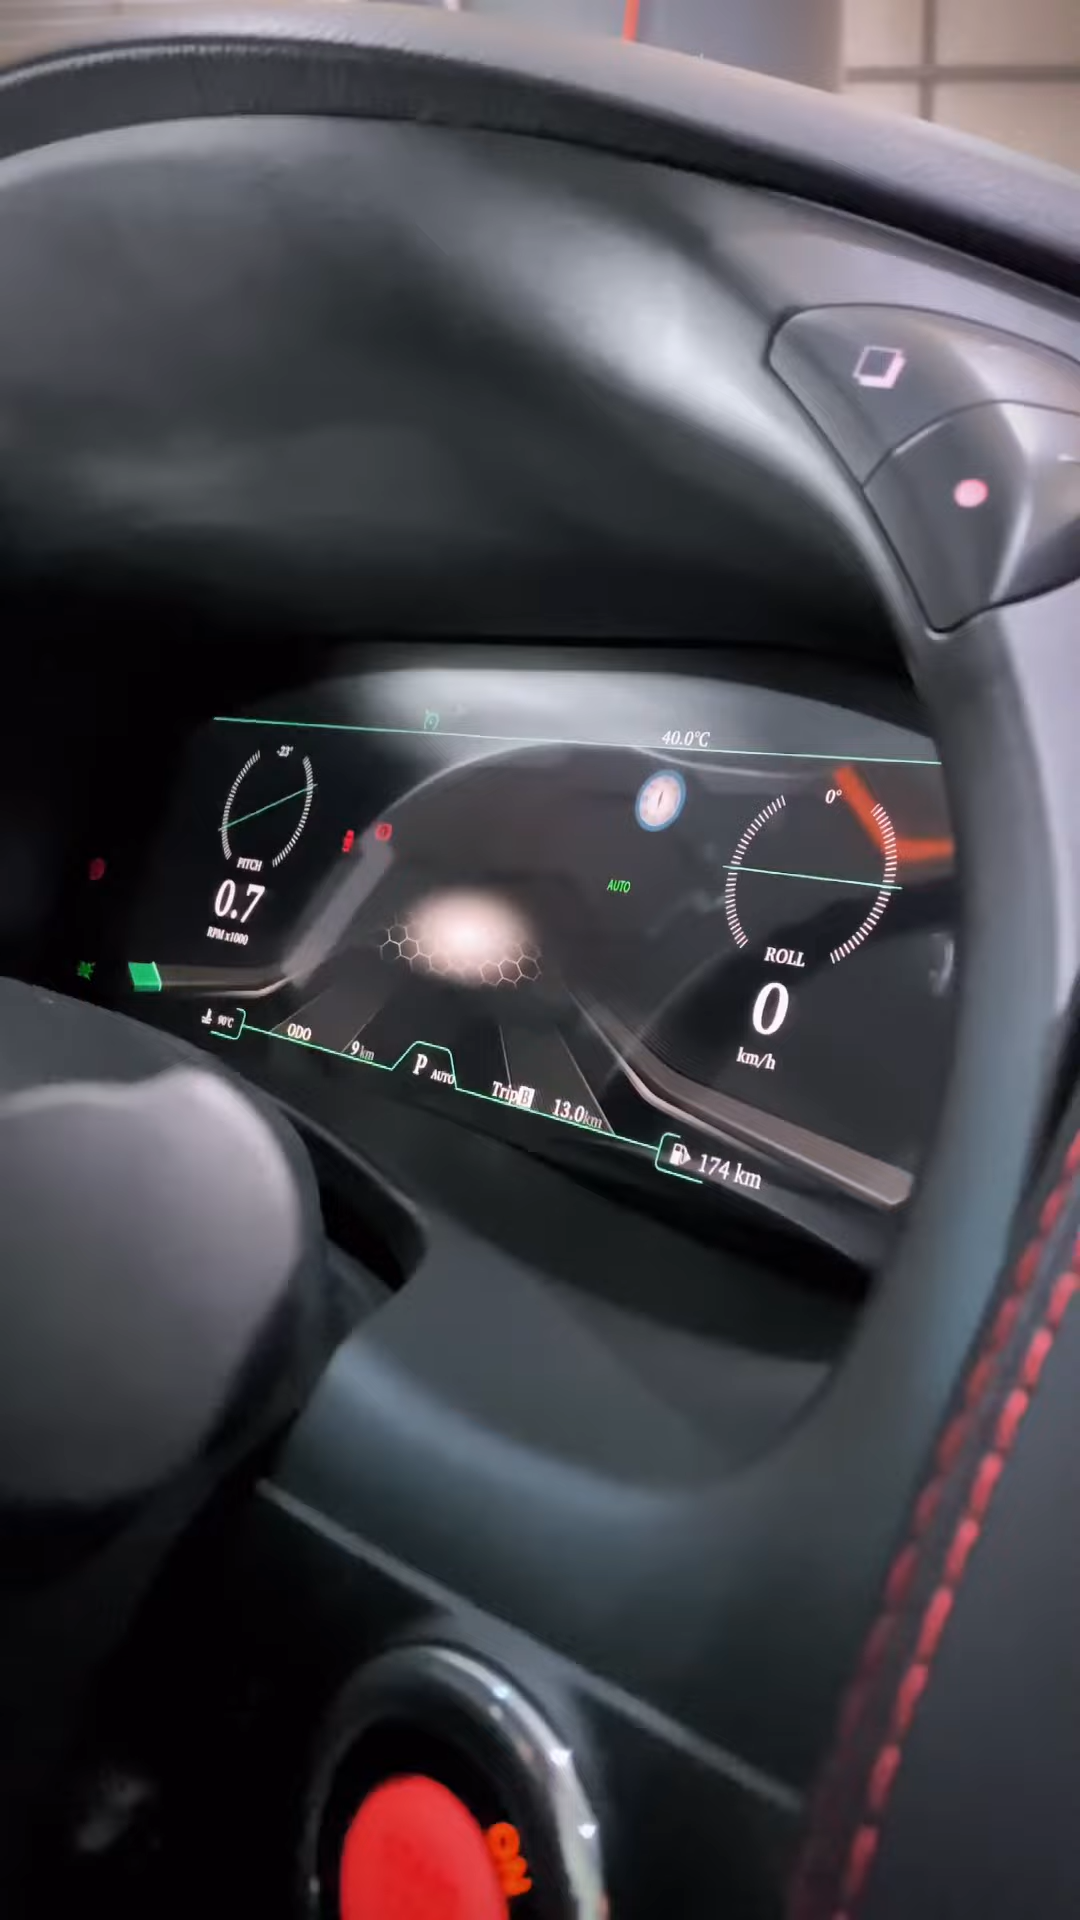 40.0°C
-23°
PITCH
0.7
RPM x1000
0°
ROLL
0
km/h
AUTO
90°C
ODO
9 km
P AUTO
Trip B 13.0km
174 km